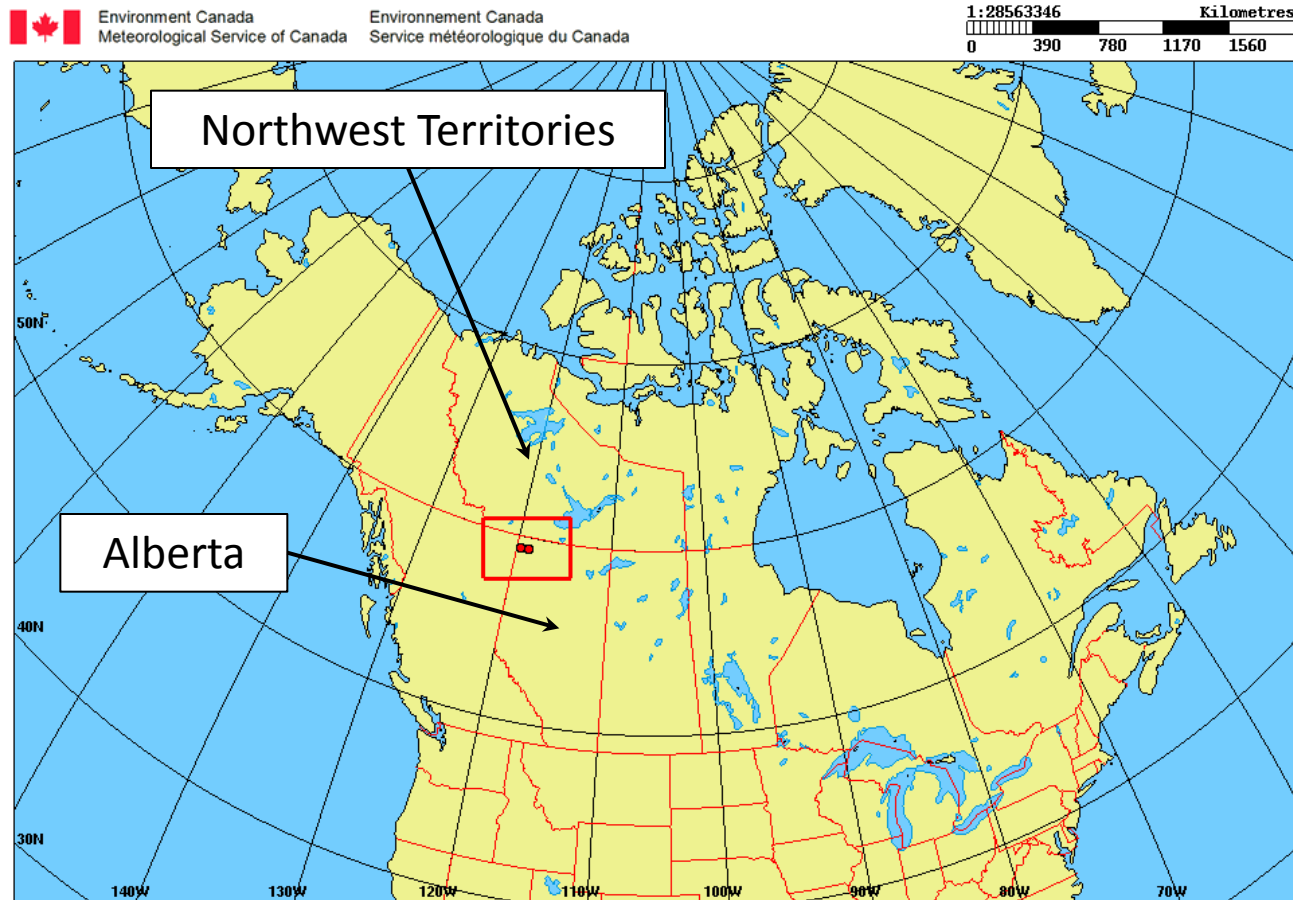 Environment Canada
Meteorological Service of Canada
Environnement Canada
Service météorologique du Canada
1:28563346 Kilometres
0 390 780 1170 1560
Northwest Territories
50N
Alberta
40N
30N
140W 130W 120W 110W 100W 90W 80W 70W